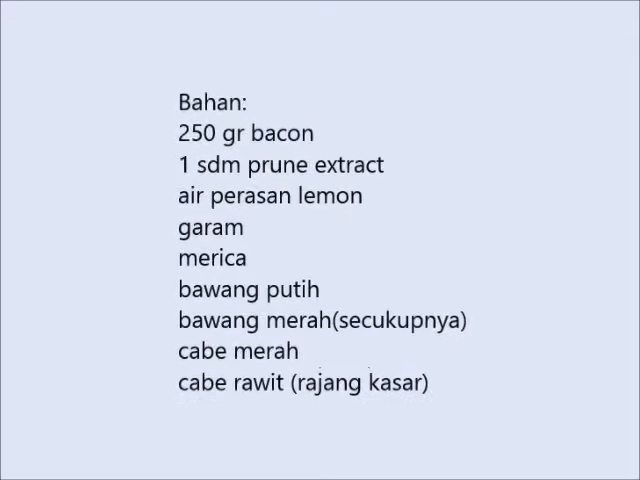 Bahan:
250 gr bacon
1 sdm prune extract
air perasan lemon
garam
merica
bawang putih
bawang merah(secukupnya)
cabe merah
cabe rawit (rajang kasar)